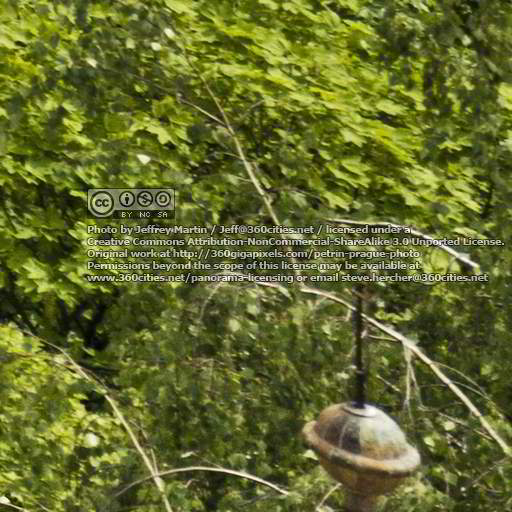 cc BY NC SA
Photo by Jeffrey Martin / Jeff@360cities.net / licensed under a
Creative Commons Attribution-NonCommercial-ShareAlike 3.0 Unported License.
Original work at http://360gigapixels.com/petrin-prague-photo
Permissions beyond the scope of this license may be available at
www.360cities.net/panorama-licensing or email steve.hercher@360cities.net